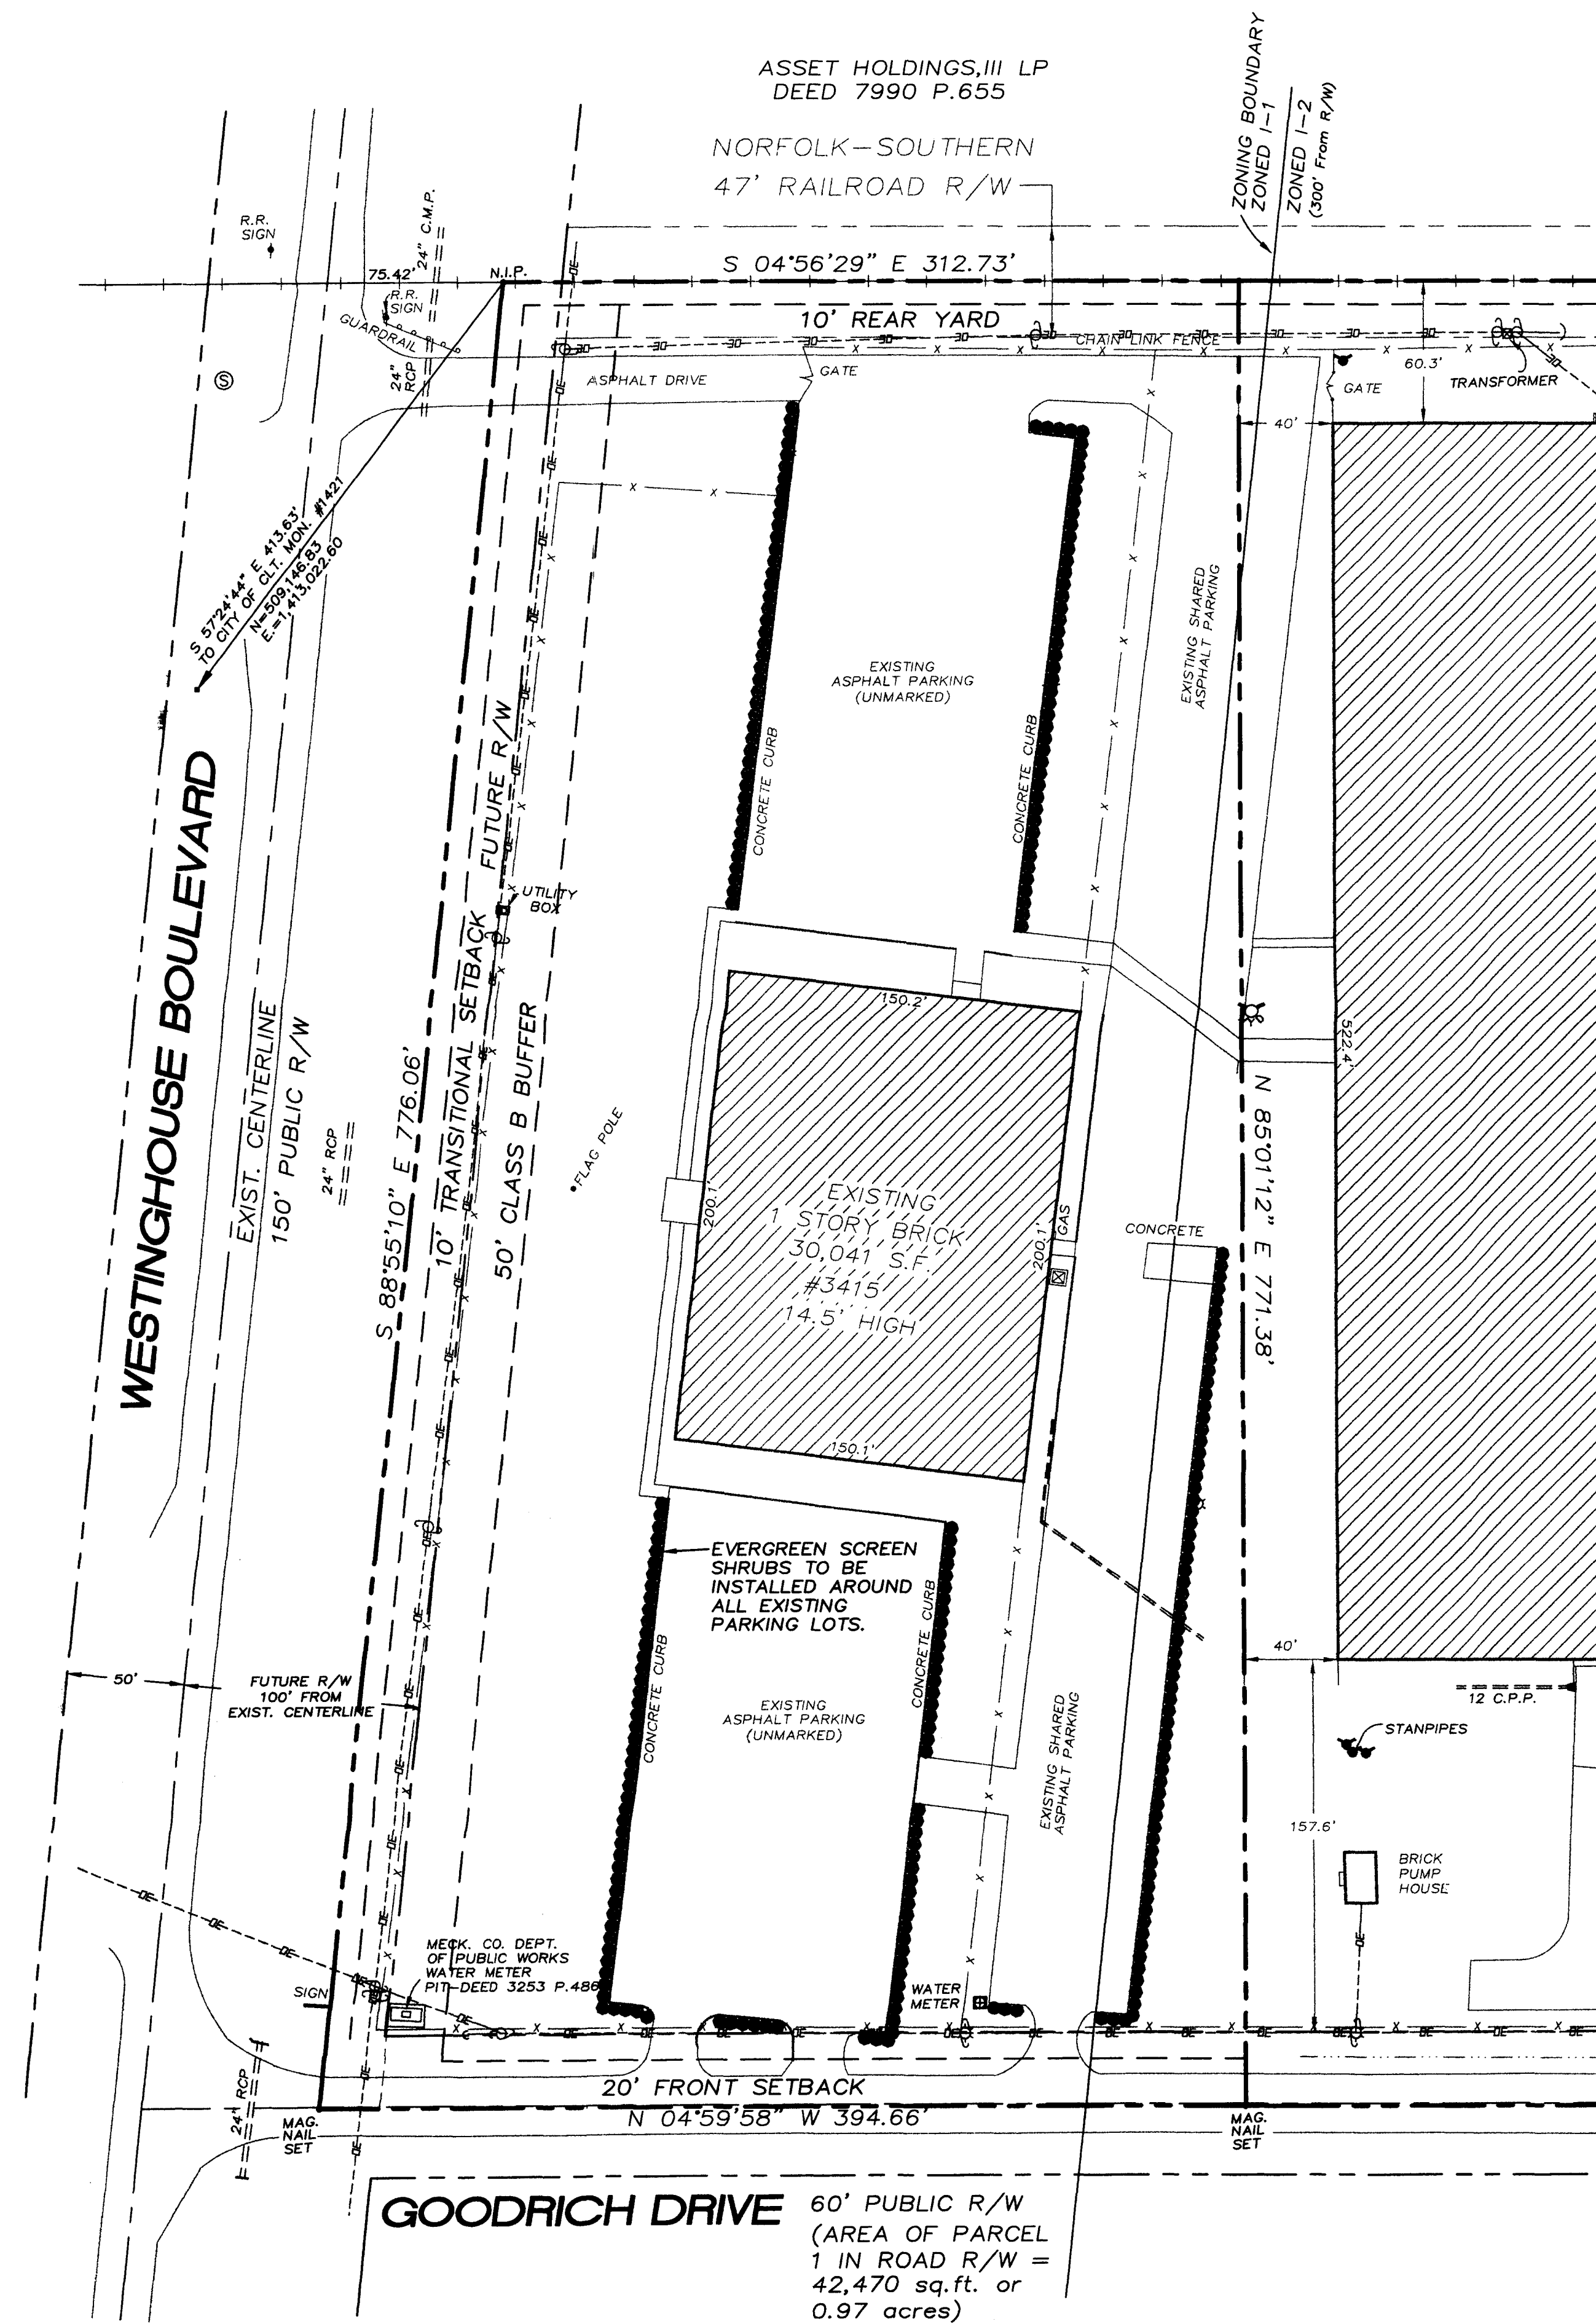 ASSET HOLDINGS,III LP
DEED 7990 P.655
NORFOLK-SOUTHERN
47' RAILROAD R/W
ZONING BOUNDARY
ZONED I-1
ZONED I-2
(300' From R/W)
R.R.
SIGN
24" C.M.P.
75.42'
N.I.P.
S 04°56'29" E 312.73'
R.R.
SIGN
GUARDRAIL
24"
RCP
10' REAR YARD
CHAIN LINK FENCE
ASPHALT DRIVE
GATE
60.3'
GATE
TRANSFORMER
40'
S
S 57°24'44" E 413.63'
TO CITY OF CLT. MON. #1421
N=509,146.83
E.=1,413,022.60
EXISTING SHARED
ASPHALT PARKING
EXISTING
ASPHALT PARKING
(UNMARKED)
CONCRETE CURB
CONCRETE CURB
FUTURE R/W
UTILITY
BOX
WESTINGHOUSE BOULEVARD
EXIST. CENTERLINE
150' PUBLIC R/W
24" RCP
S 88°55'10" E 776.06'
10' TRANSITIONAL SETBACK
50' CLASS B BUFFER
FLAG POLE
150.2'
200.1'
EXISTING
1 STORY BRICK
30,041 S.F.
#3415
14.5' HIGH
200.1'
GAS
150.1'
CONCRETE
522.4'
N 85°01'12" E 771.38'
EVERGREEN SCREEN
SHRUBS TO BE
INSTALLED AROUND
ALL EXISTING
PARKING LOTS.
CONCRETE CURB
CONCRETE CURB
50'
FUTURE R/W
100' FROM
EXIST. CENTERLINE
EXISTING
ASPHALT PARKING
(UNMARKED)
EXISTING SHARED
ASPHALT PARKING
40'
12 C.P.P.
STANPIPES
157.6'
BRICK
PUMP
HOUSE
MECK. CO. DEPT.
OF PUBLIC WORKS
WATER METER
PIT-DEED 3253 P.486
SIGN
WATER
METER
24" RCP
20' FRONT SETBACK
N 04°59'58" W 394.66'
MAG.
NAIL
SET
MAG.
NAIL
SET
GOODRICH DRIVE
60' PUBLIC R/W
(AREA OF PARCEL
1 IN ROAD R/W =
42,470 sq.ft. or
0.97 acres)